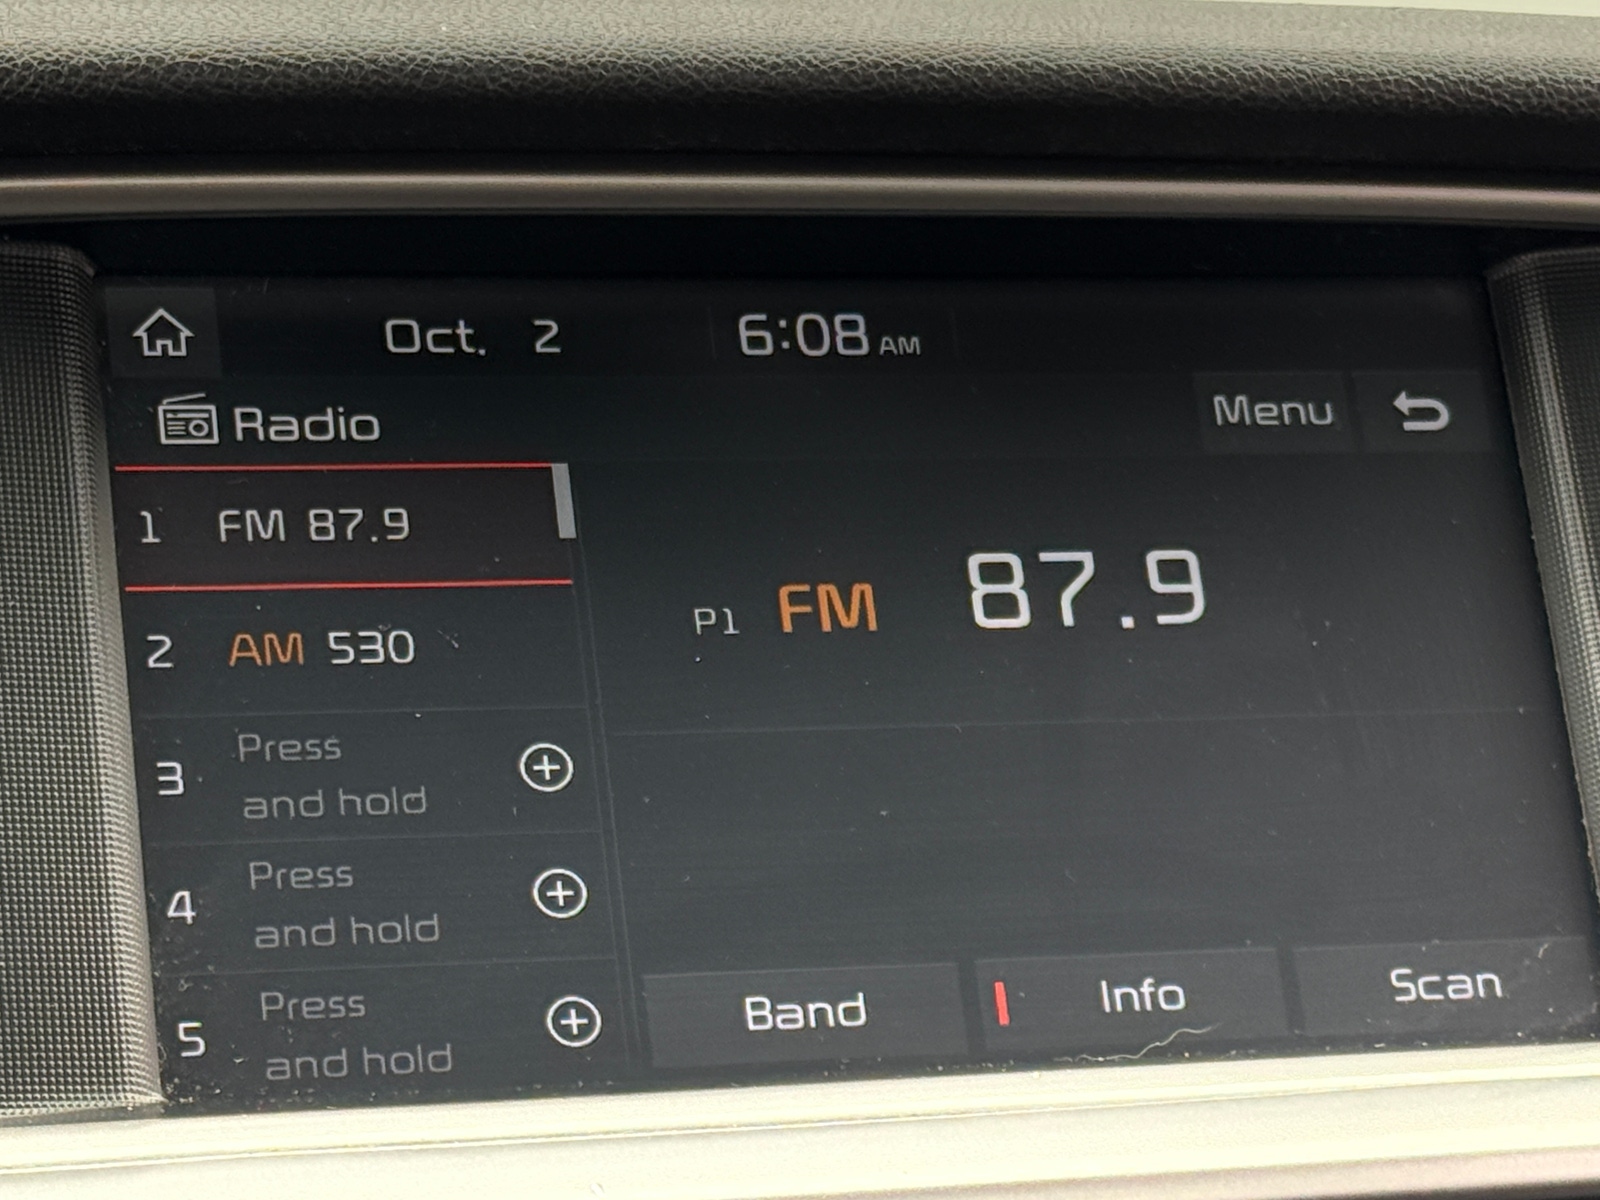 Oct. 2 6:08 AM
Radio Menu
1 FM 87.9
P1 FM 87.9
2 AM 530
3 Press
and hold
4 Press
and hold
5 Press
and hold
Band Info Scan